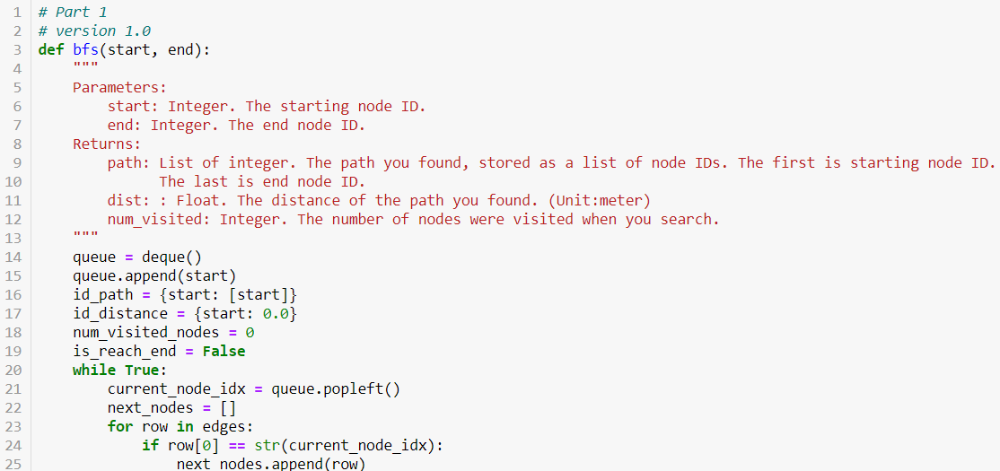 1 # Part 1
2 # version 1.0
3 def bfs(start, end):
4     """
5     Parameters:
6         start: Integer. The starting node ID.
7         end: Integer. The end node ID.
8     Returns:
9         path: List of integer. The path you found, stored as a list of node IDs. The first is starting node ID.
10               The last is end node ID.
11         dist: : Float. The distance of the path you found. (Unit:meter)
12         num_visited: Integer. The number of nodes were visited when you search.
13     """
14     queue = deque()
15     queue.append(start)
16     id_path = {start: [start]}
17     id_distance = {start: 0.0}
18     num_visited_nodes = 0
19     is_reach_end = False
20     while True:
21         current_node_idx = queue.popleft()
22         next_nodes = []
23         for row in edges:
24             if row[0] == str(current_node_idx):
25                 next_nodes.append(row)